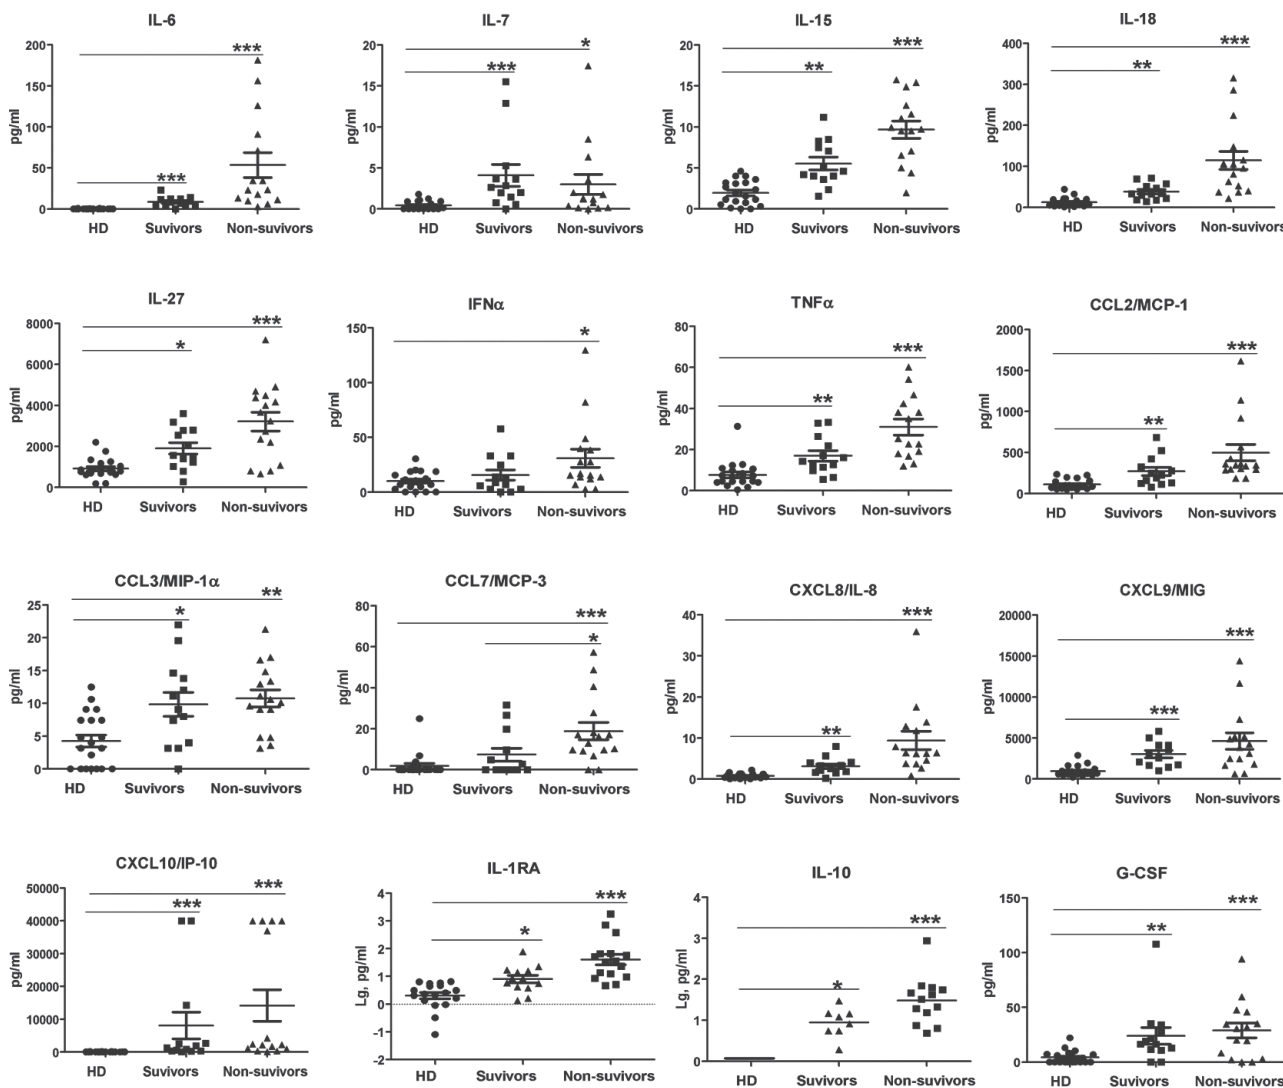 IL-6
IL-7
IL-15
IL-18
200
150
100
50
0
pg/ml
***
***
HD
Suvivors
Non-suvivors
20
15
10
5
0
pg/ml
*
***
HD
Suvivors
Non-suvivors
20
15
10
5
0
pg/ml
***
**
HD
Suvivors
Non-suvivors
400
300
200
100
0
pg/ml
***
**
HD
Suvivors
Non-suvivors
IL-27
IFNα
TNFα
CCL2/MCP-1
8000
6000
4000
2000
0
pg/ml
***
*
HD
Suvivors
Non-suvivors
150
100
50
0
pg/ml
*
HD
Suvivors
Non-suvivors
80
60
40
20
0
pg/ml
***
**
HD
Suvivors
Non-suvivors
2000
1500
1000
500
0
pg/ml
***
**
HD
Suvivors
Non-suvivors
CCL3/MIP-1α
CCL7/MCP-3
CXCL8/IL-8
CXCL9/MIG
25
20
15
10
5
0
pg/ml
**
*
HD
Suvivors
Non-suvivors
80
60
40
20
0
pg/ml
***
*
HD
Suvivors
Non-suvivors
40
30
20
10
0
pg/ml
***
**
HD
Suvivors
Non-suvivors
20000
15000
10000
5000
0
pg/ml
***
***
HD
Suvivors
Non-suvivors
CXCL10/IP-10
IL-1RA
IL-10
G-CSF
50000
40000
30000
20000
10000
0
pg/ml
***
***
HD
Suvivors
Non-suvivors
4
3
2
1
0
-1
-2
Lg, pg/ml
***
*
HD
Suvivors
Non-suvivors
4
3
2
1
0
Lg, pg/ml
***
*
HD
Suvivors
Non-suvivors
150
100
50
0
pg/ml
***
**
HD
Suvivors
Non-suvivors